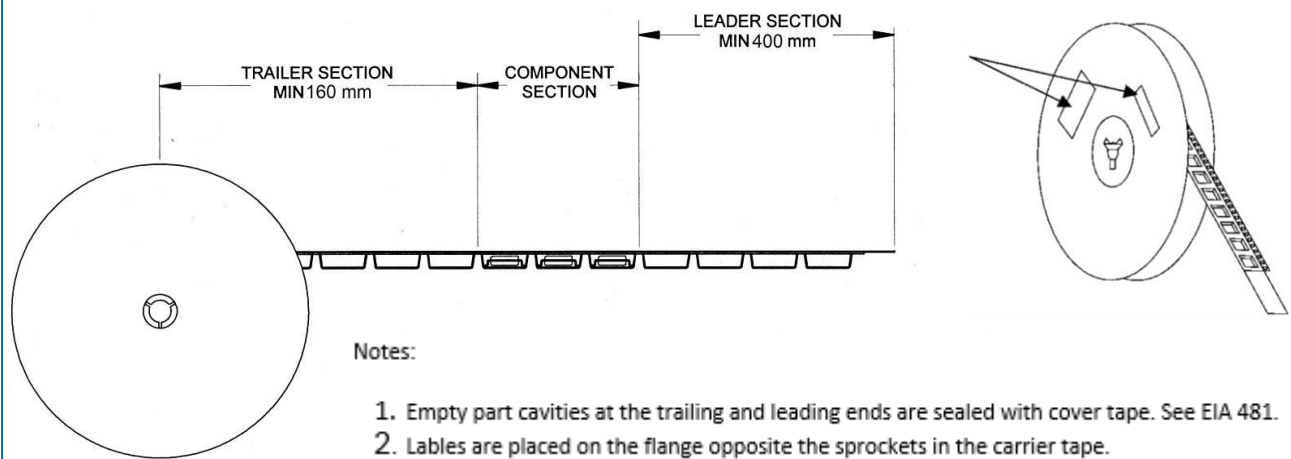 LEADER SECTION
MIN 400 mm
TRAILER SECTION
MIN 160 mm
COMPONENT
SECTION
Notes:
1. Empty part cavities at the trailing and leading ends are sealed with cover tape. See EIA 481.
2. Lables are placed on the flange opposite the sprockets in the carrier tape.